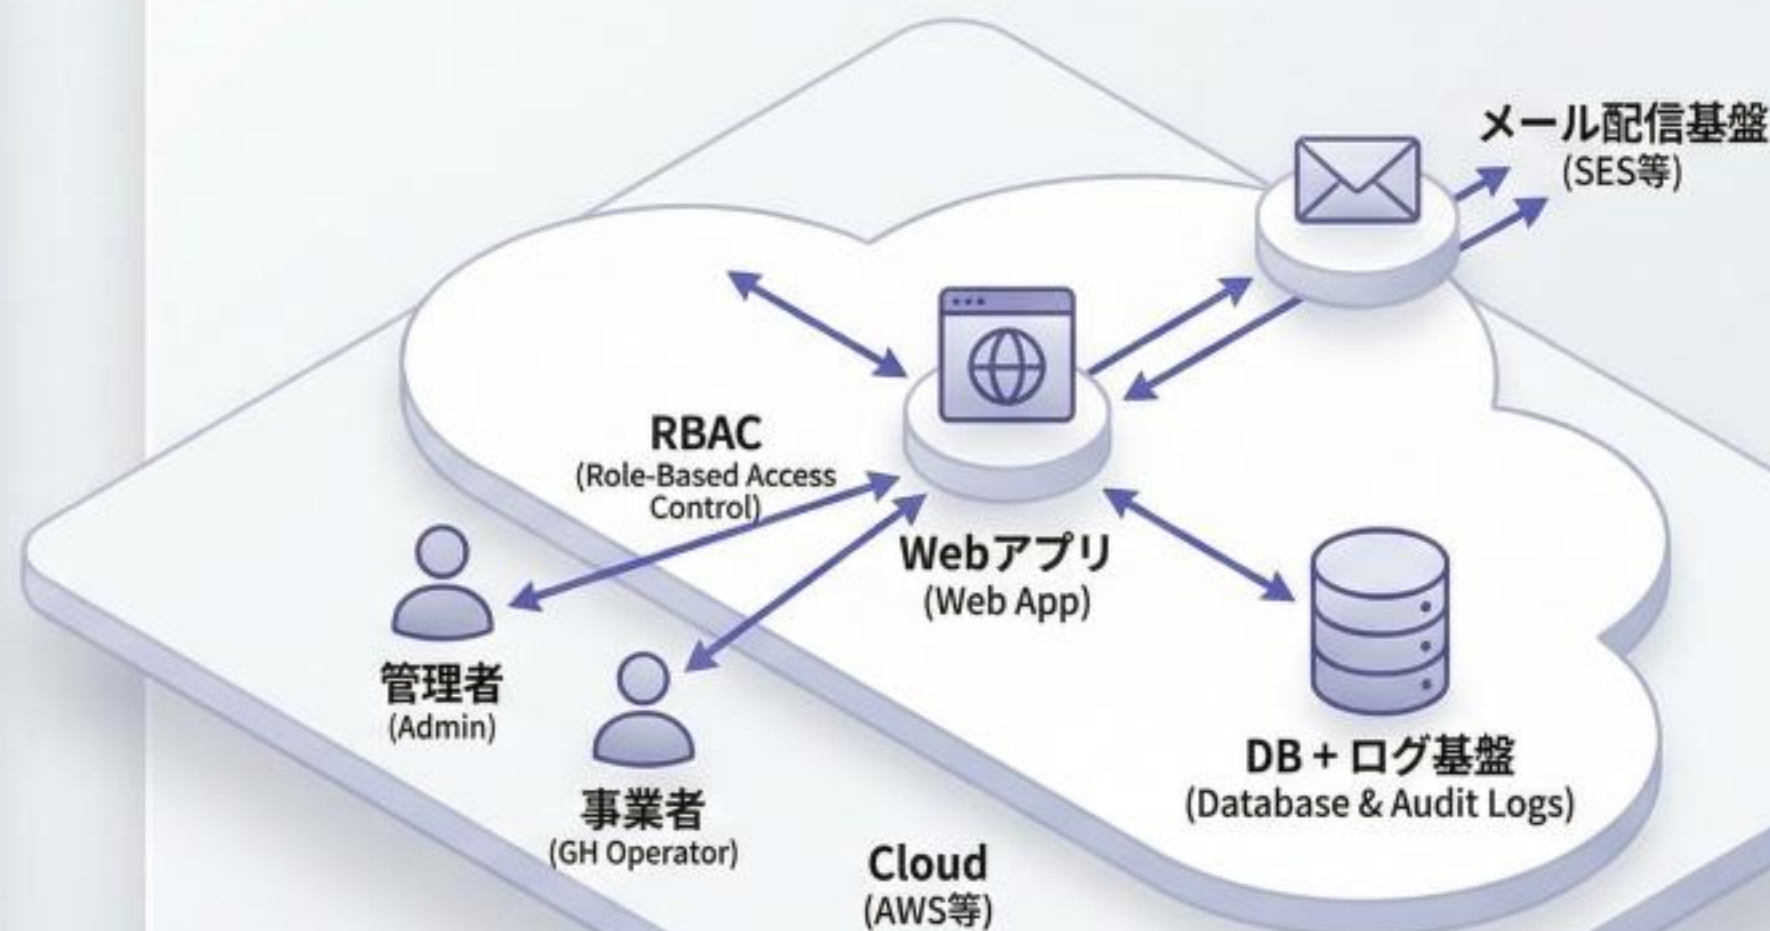 メール配信基盤
(SES等)
RBAC
(Role-Based Access
Control)
Webアプリ
(Web App)
管理者
(Admin)
事業者
(GH Operator)
DB + ログ基盤
(Database & Audit Logs)
Cloud
(AWS等)